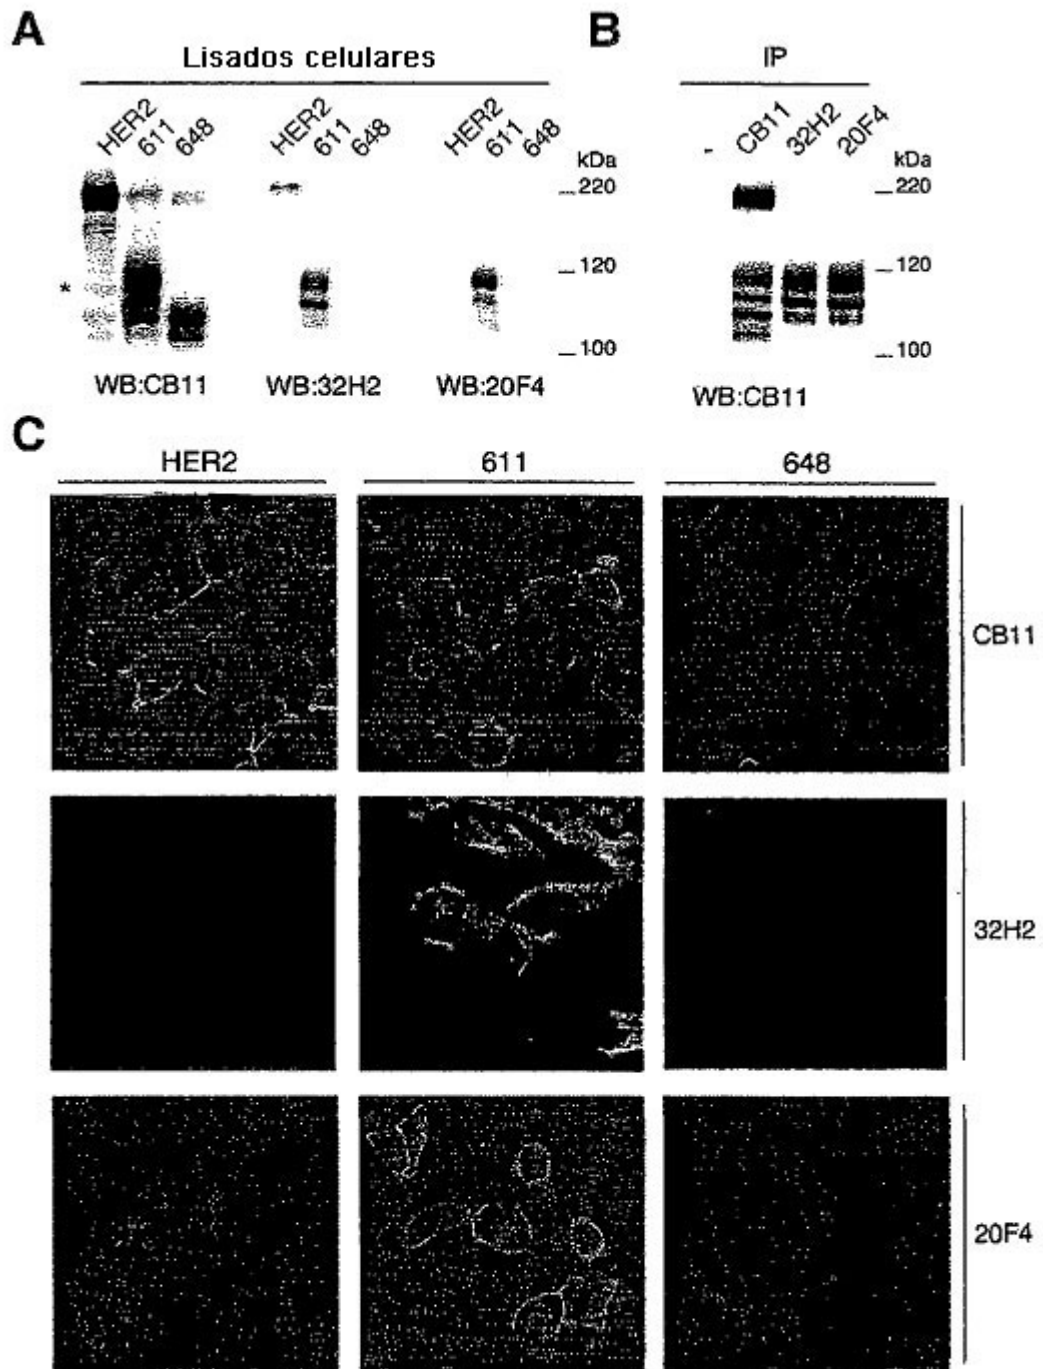 A
Lisados celulares
HER2 611 648 HER2 611 648 HER2 611 648
kDa
220
120
*
100
WB:CB11 WB:32H2 WB:20F4
B
IP
- CB11 32H2 20F4
kDa
220
120
100
WB:CB11
C
HER2 611 648
CB11
32H2
20F4